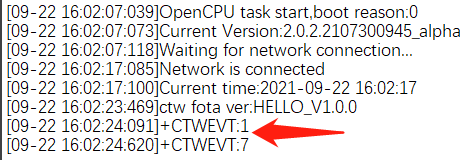 [09-22 16:02:07:039]OpenCPU task start,boot reason:0
[09-22 16:02:07:073]Current Version:2.0.2.2107300945_alpha
[09-22 16:02:07:118]Waiting for network connection...
[09-22 16:02:17:085]Network is connected
[09-22 16:02:17:100]Current time:2021-09-22 16:02:17
[09-22 16:02:23:469]ctw fota ver:HELLO_V1.0.0
[09-22 16:02:24:091]+CTWEVT:1
[09-22 16:02:24:620]+CTWEVT:7